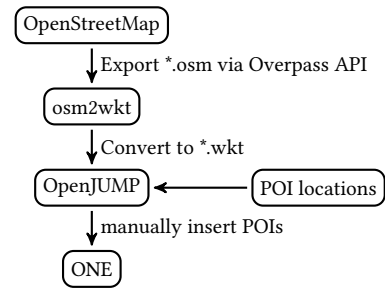 OpenStreetMap
Export *.osm via Overpass API
osm2wkt
Convert to *.wkt
OpenJUMP
POI locations
manually insert POIs
ONE